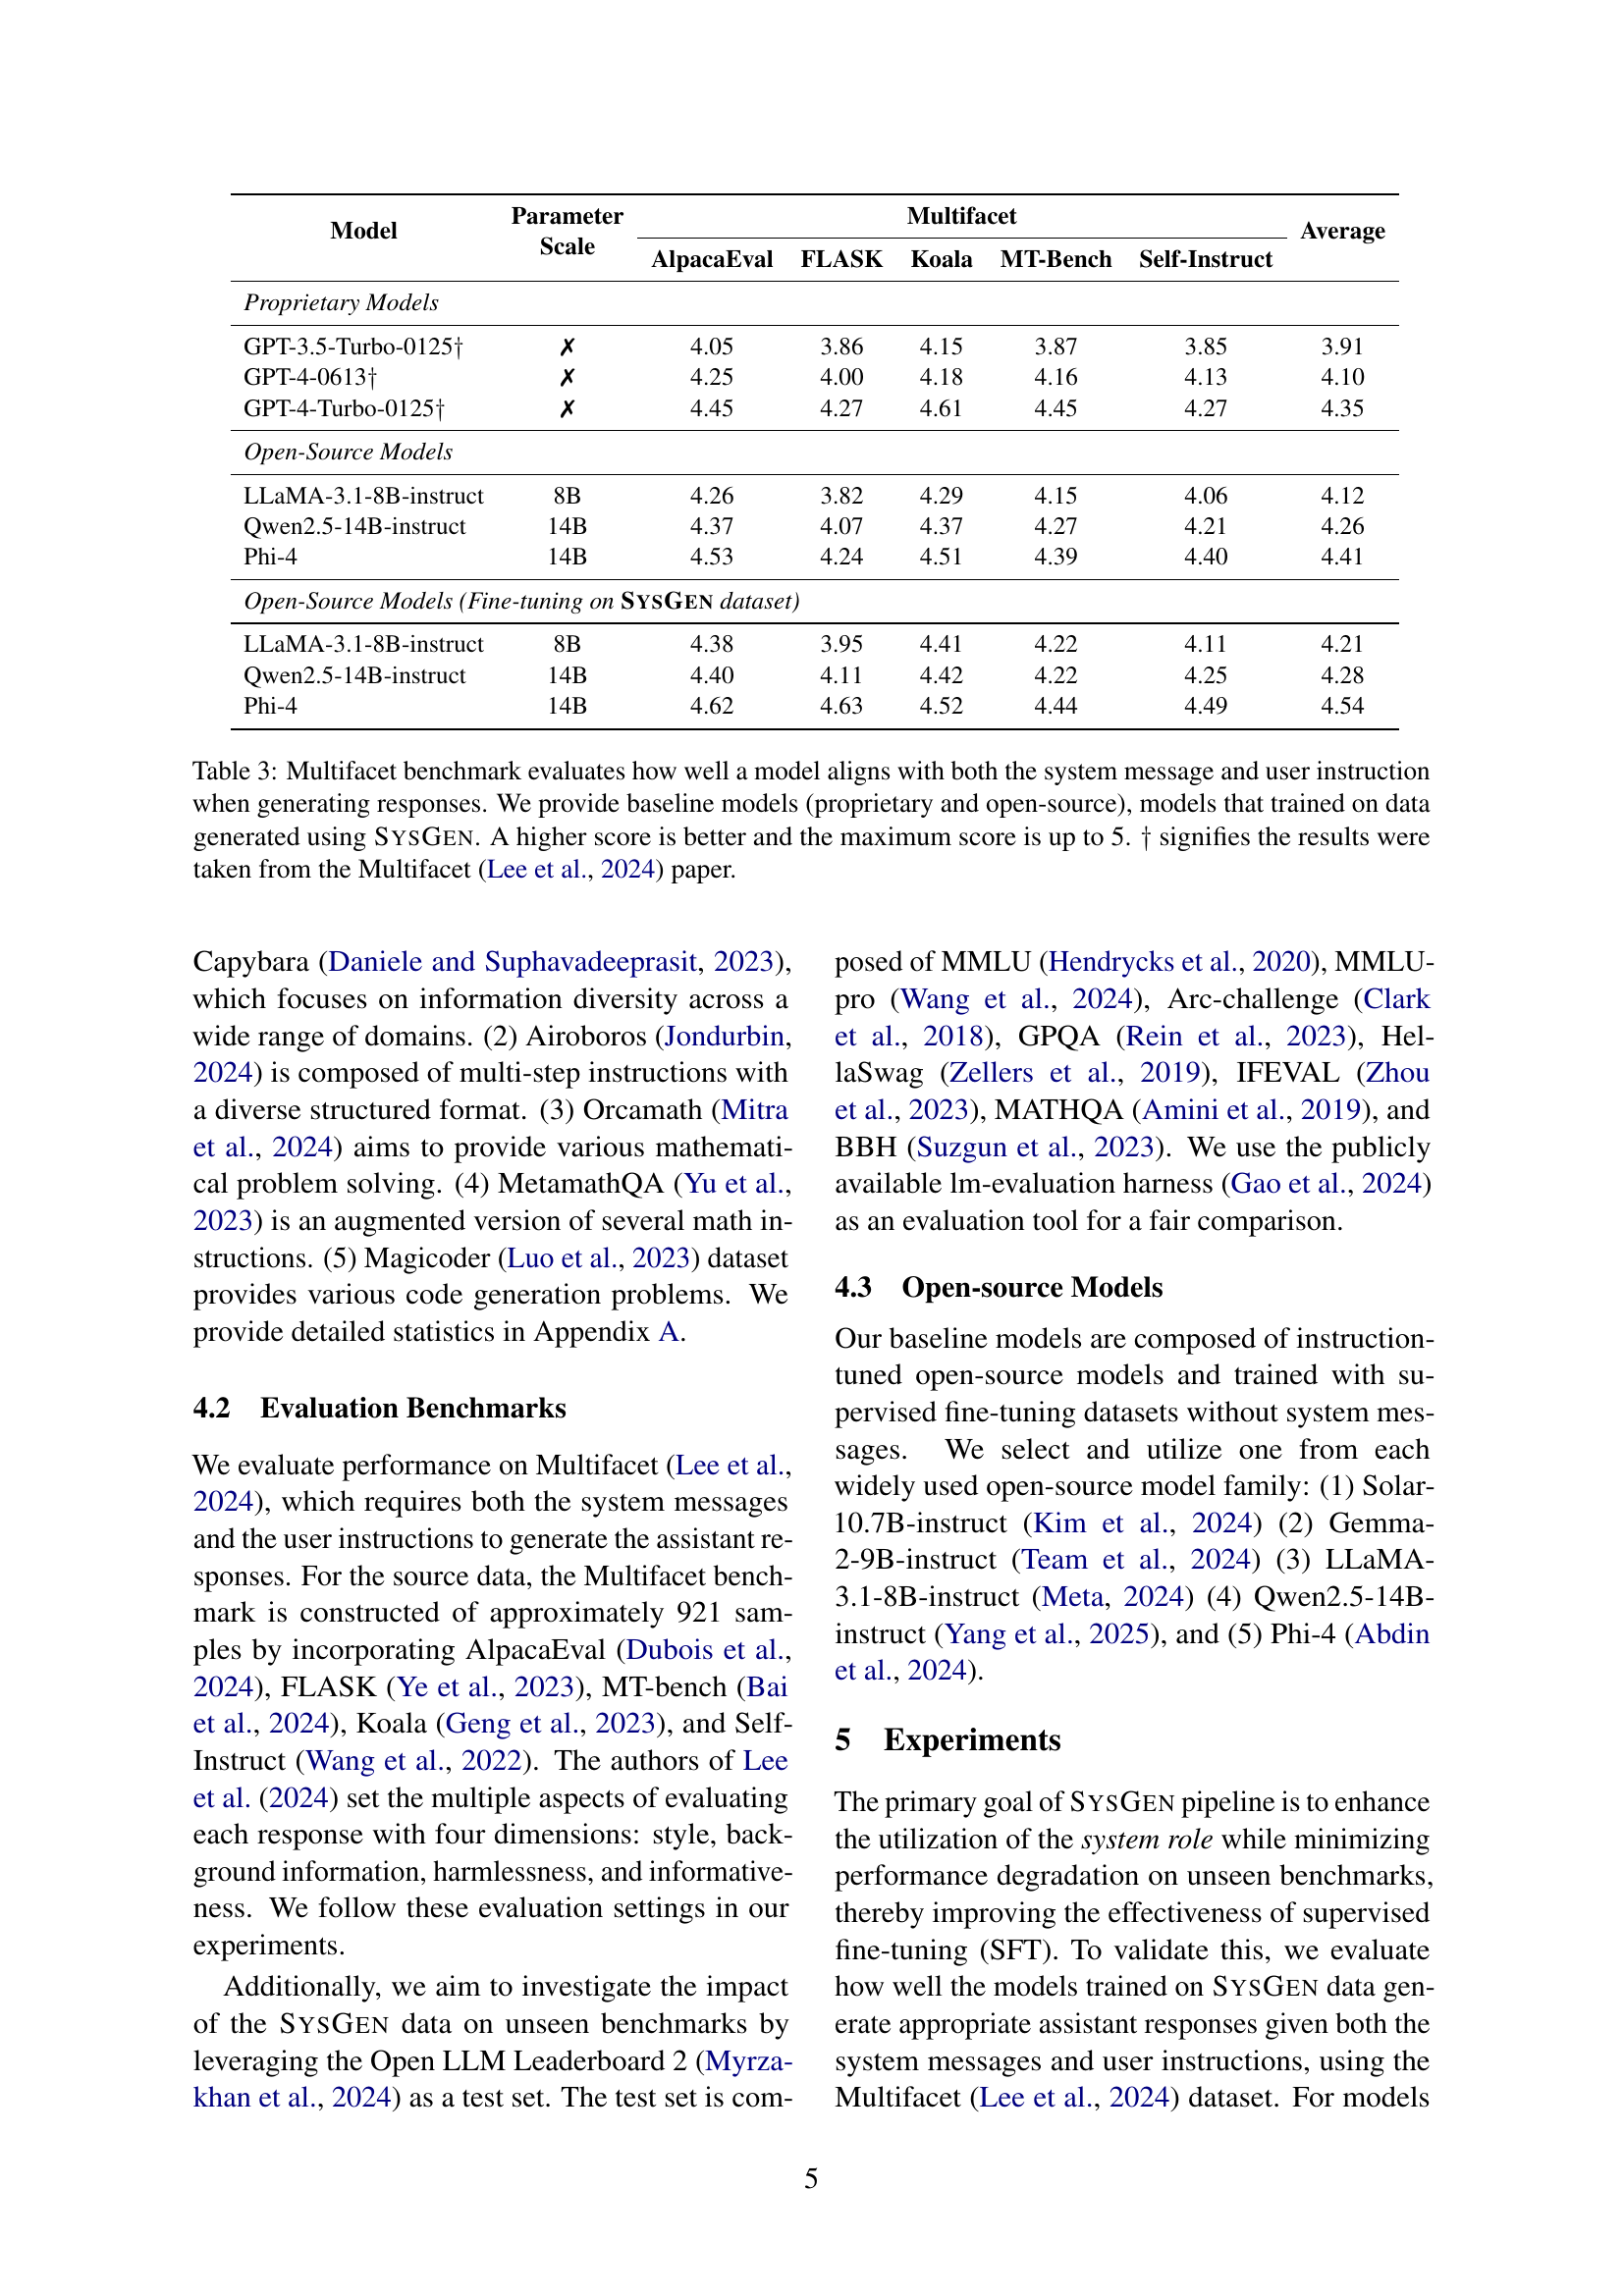 Model Parameter Scale Multifacet Average
AlpacaEval FLASK Koala MT-Bench Self-Instruct
Proprietary Models
GPT-3.5-Turbo-0125† ✗ 4.05 3.86 4.15 3.87 3.85 3.91
GPT-4-0613† ✗ 4.25 4.00 4.18 4.16 4.13 4.10
GPT-4-Turbo-0125† ✗ 4.45 4.27 4.61 4.45 4.27 4.35
Open-Source Models
LLaMA-3.1-8B-instruct 8B 4.26 3.82 4.29 4.15 4.06 4.12
Qwen2.5-14B-instruct 14B 4.37 4.07 4.37 4.27 4.21 4.26
Phi-4 14B 4.53 4.24 4.51 4.39 4.40 4.41
Open-Source Models (Fine-tuning on SYSGEN dataset)
LLaMA-3.1-8B-instruct 8B 4.38 3.95 4.41 4.22 4.11 4.21
Qwen2.5-14B-instruct 14B 4.40 4.11 4.42 4.22 4.25 4.28
Phi-4 14B 4.62 4.63 4.52 4.44 4.49 4.54
Table 3: Multifacet benchmark evaluates how well a model aligns with both the system message and user instruction
when generating responses. We provide baseline models (proprietary and open-source), models that trained on data
generated using SYSGEN. A higher score is better and the maximum score is up to 5. † signifies the results were
taken from the Multifacet (Lee et al., 2024) paper.
Capybara (Daniele and Suphavadeeprasit, 2023),
which focuses on information diversity across a
wide range of domains. (2) Airoboros (Jondurbin,
2024) is composed of multi-step instructions with
a diverse structured format. (3) Orcamath (Mitra
et al., 2024) aims to provide various mathemati-
cal problem solving. (4) MetamathQA (Yu et al.,
2023) is an augmented version of several math in-
structions. (5) Magicoder (Luo et al., 2023) dataset
provides various code generation problems. We
provide detailed statistics in Appendix A.
4.2 Evaluation Benchmarks
We evaluate performance on Multifacet (Lee et al.,
2024), which requires both the system messages
and the user instructions to generate the assistant re-
sponses. For the source data, the Multifacet bench-
mark is constructed of approximately 921 sam-
ples by incorporating AlpacaEval (Dubois et al.,
2024), FLASK (Ye et al., 2023), MT-bench (Bai
et al., 2024), Koala (Geng et al., 2023), and Self-
Instruct (Wang et al., 2022). The authors of Lee
et al. (2024) set the multiple aspects of evaluating
each response with four dimensions: style, back-
ground information, harmlessness, and informative-
ness. We follow these evaluation settings in our
experiments.
Additionally, we aim to investigate the impact
of the SYSGEN data on unseen benchmarks by
leveraging the Open LLM Leaderboard 2 (Myrza-
khan et al., 2024) as a test set. The test set is com-
posed of MMLU (Hendrycks et al., 2020), MMLU-
pro (Wang et al., 2024), Arc-challenge (Clark
et al., 2018), GPQA (Rein et al., 2023), Hel-
laSwag (Zellers et al., 2019), IFEVAL (Zhou
et al., 2023), MATHQA (Amini et al., 2019), and
BBH (Suzgun et al., 2023). We use the publicly
available lm-evaluation harness (Gao et al., 2024)
as an evaluation tool for a fair comparison.
4.3 Open-source Models
Our baseline models are composed of instruction-
tuned open-source models and trained with su-
pervised fine-tuning datasets without system mes-
sages. We select and utilize one from each
widely used open-source model family: (1) Solar-
10.7B-instruct (Kim et al., 2024) (2) Gemma-
2-9B-instruct (Team et al., 2024) (3) LLaMA-
3.1-8B-instruct (Meta, 2024) (4) Qwen2.5-14B-
instruct (Yang et al., 2025), and (5) Phi-4 (Abdin
et al., 2024).
5 Experiments
The primary goal of SYSGEN pipeline is to enhance
the utilization of the system role while minimizing
performance degradation on unseen benchmarks,
thereby improving the effectiveness of supervised
fine-tuning (SFT). To validate this, we evaluate
how well the models trained on SYSGEN data gen-
erate appropriate assistant responses given both the
system messages and user instructions, using the
Multifacet (Lee et al., 2024) dataset. For models
5